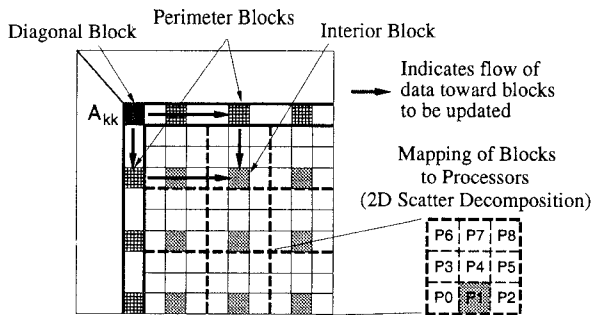 Perimeter Blocks
Diagonal Block
Interior Block
Indicates flow of
data toward blocks
to be updated
Akk
Mapping of Blocks
to Processors
(2D Scatter Decomposition)
P6 P7 P8
P3 P4 P5
P0 P1 P2